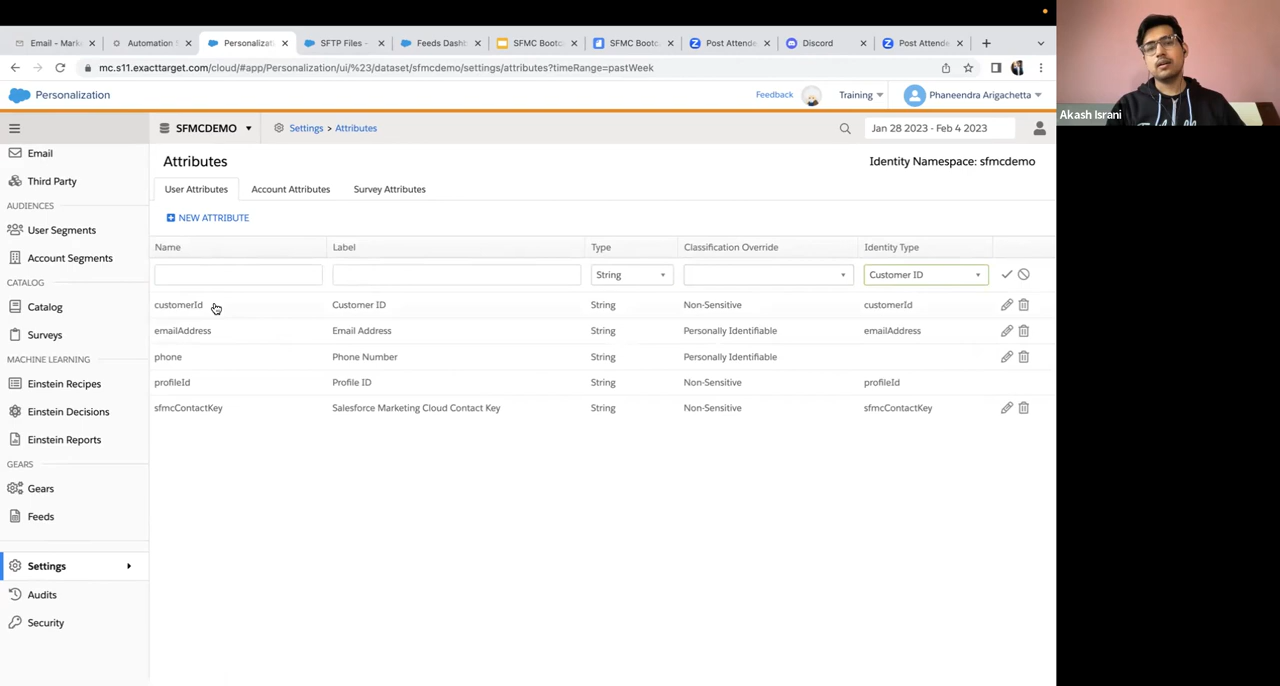 Email - Mark
Automation S
Personalizati
SFTP Files -
Feeds Dashb
SFMC Bootc
SFMC Bootc
Post Attende
Discord
Post Attende
mc.s11.exacttarget.com/cloud/#app/Personalization/ui/%23/dataset/sfmcdemo/settings/attributes?timeRange=pastWeek
Akash Israni
Personalization
Feedback
Training
Phaneendra Arigachetta
SFMCDEMO
Settings > Attributes
Jan 28 2023 - Feb 4 2023
Email
Third Party
AUDIENCES
User Segments
Account Segments
CATALOG
Catalog
Surveys
MACHINE LEARNING
Einstein Recipes
Einstein Decisions
Einstein Reports
GEARS
Gears
Feeds
Settings
Audits
Security
Attributes
Identity Namespace: sfmcdemo
User Attributes Account Attributes Survey Attributes
NEW ATTRIBUTE
Name Label Type Classification Override Identity Type
String Customer ID
customerId Customer ID String Non-Sensitive customerId
emailAddress Email Address String Personally Identifiable emailAddress
phone Phone Number String Personally Identifiable
profileId Profile ID String Non-Sensitive profileId
sfmcContactKey Salesforce Marketing Cloud Contact Key String Non-Sensitive sfmcContactKey